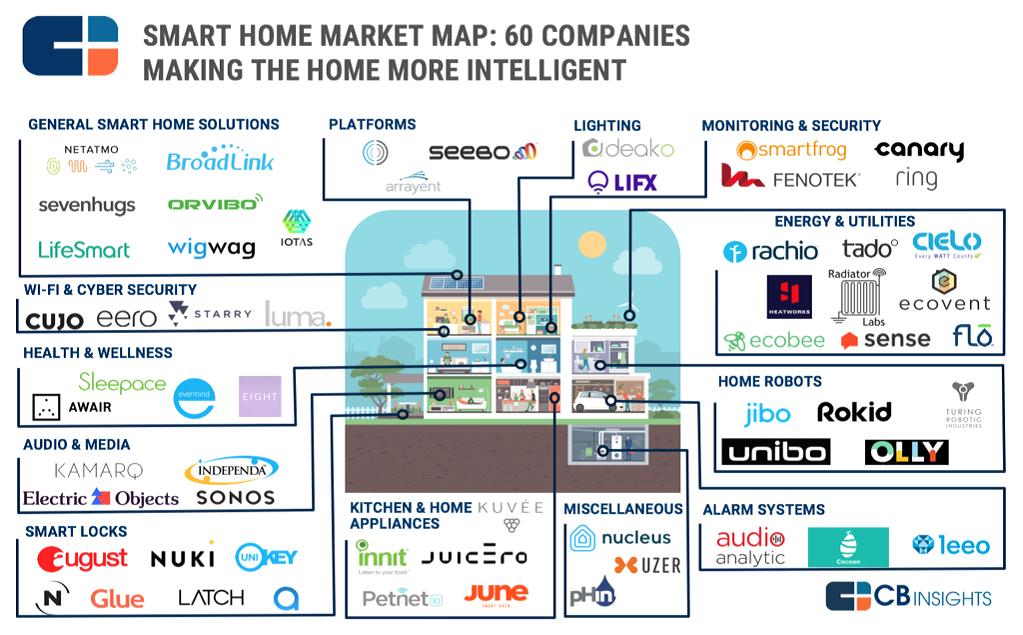 SMART HOME MARKET MAP: 60 COMPANIES
MAKING THE HOME MORE INTELLIGENT
GENERAL SMART HOME SOLUTIONS
NETATMO
BroadLink
sevenhugs
ORVIBO
IOTAS
LifeSmart
wigwag
PLATFORMS
SEEBO
arrayent
LIGHTING
deako
LIFX
MONITORING & SECURITY
smartfrog
canary
FENOTEK
ring
ENERGY & UTILITIES
rachio
tado°
CIELO
Every WATT Counts
HEATWORKS
Radiator
Labs
ecovent
ecobee
sense
flō
WI-FI & CYBER SECURITY
CUJO
eero
STARRY
luma.
HEALTH & WELLNESS
Sleepace
AWAIR
evermind
EIGHT
HOME ROBOTS
jibo
Rokid
TURING
ROBOTIC
INDUSTRIES
unibo
OLLY
AUDIO & MEDIA
KAMARQ
INDEPENDA
Electric Objects
SONOS
SMART LOCKS
august
NUKI
UNIKEY
N
Glue
LATCH
a
KITCHEN & HOME
APPLIANCES
KUVÉE
innit
Listen to your food
JUICERO
Petnet
JUNE
SMART OVEN
MISCELLANEOUS
nucleus
XUZER
pHin
ALARM SYSTEMS
audio
analytic
Cocoon
leeo
CB INSIGHTS